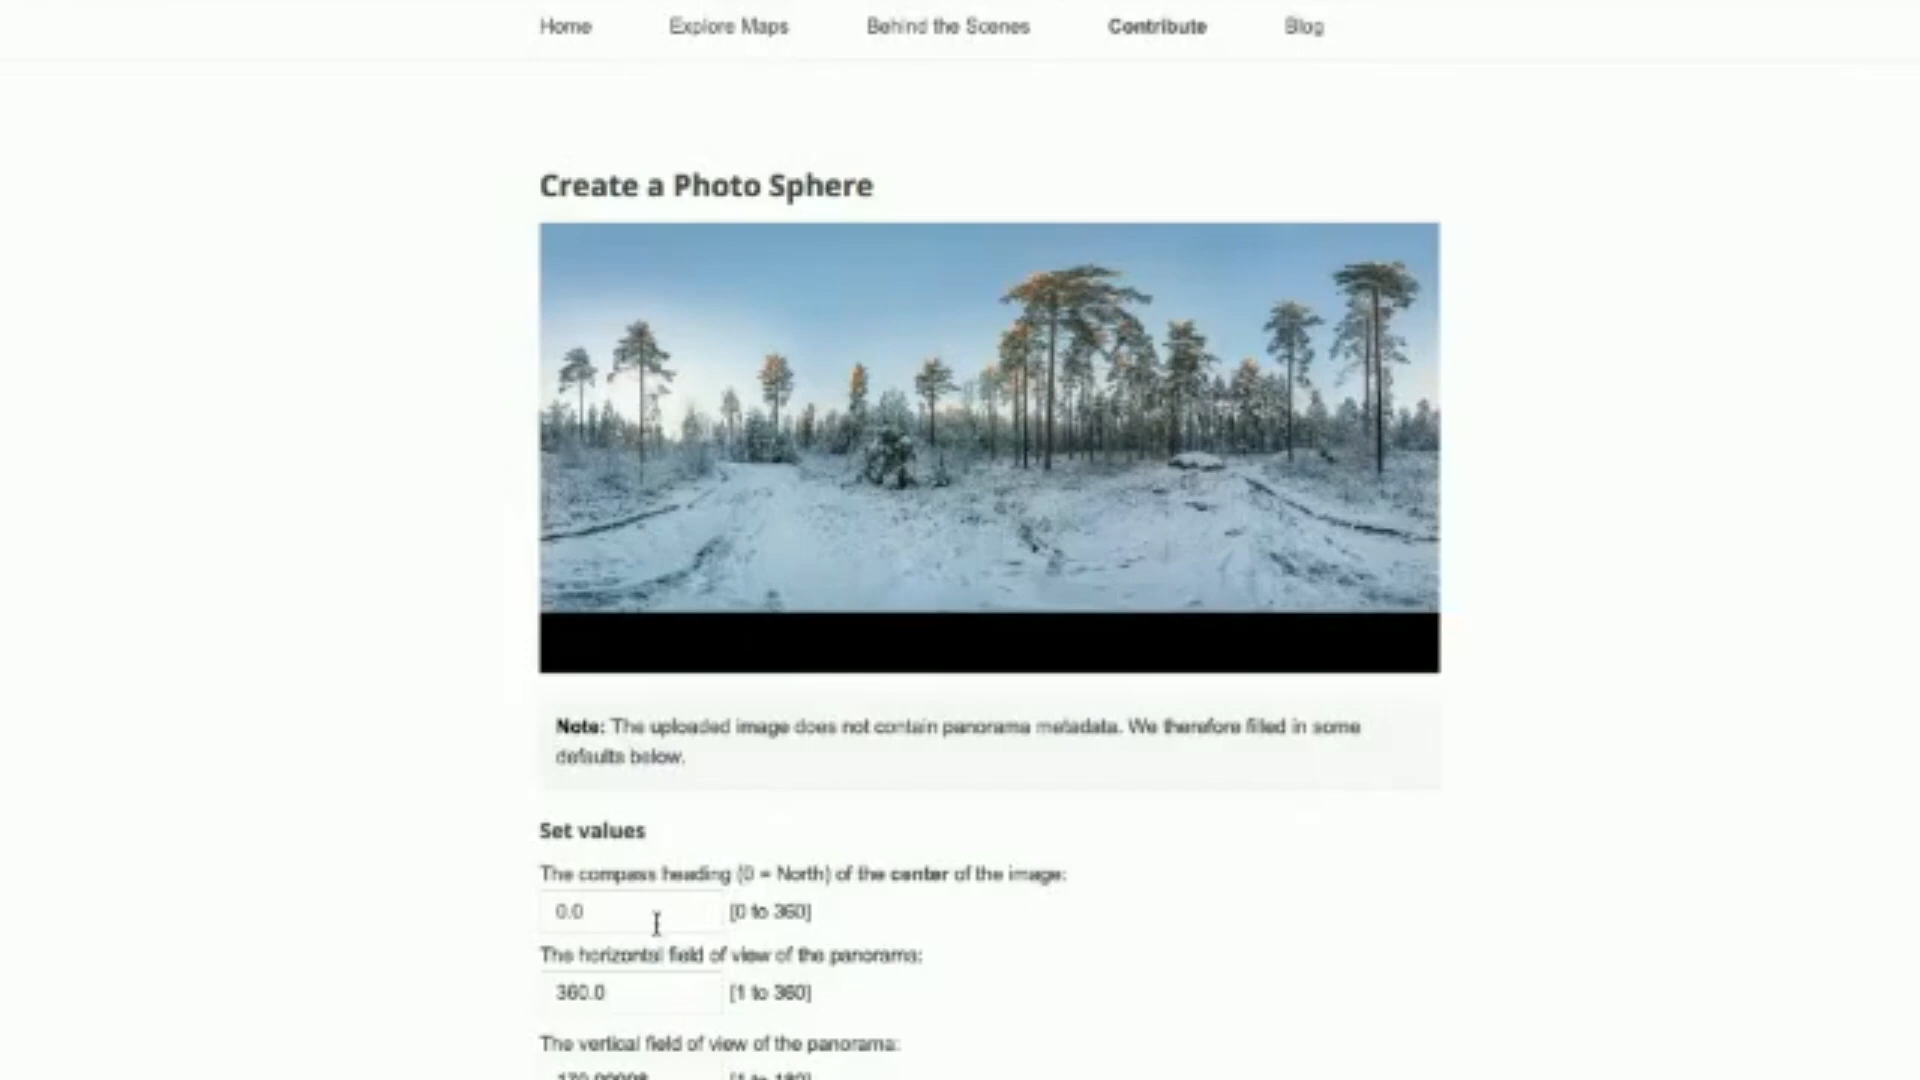 Home Explore Maps Behind the Scenes Contribute Blog
Create a Photo Sphere
Note: The uploaded image does not contain panorama metadata. We therefore filled in some
defaults below.
Set values
The compass heading (0 = North) of the center of the image:
0.0 [0 to 360]
The horizontal field of view of the panorama:
360.0 [1 to 360]
The vertical field of view of the panorama:
[1 to 180]